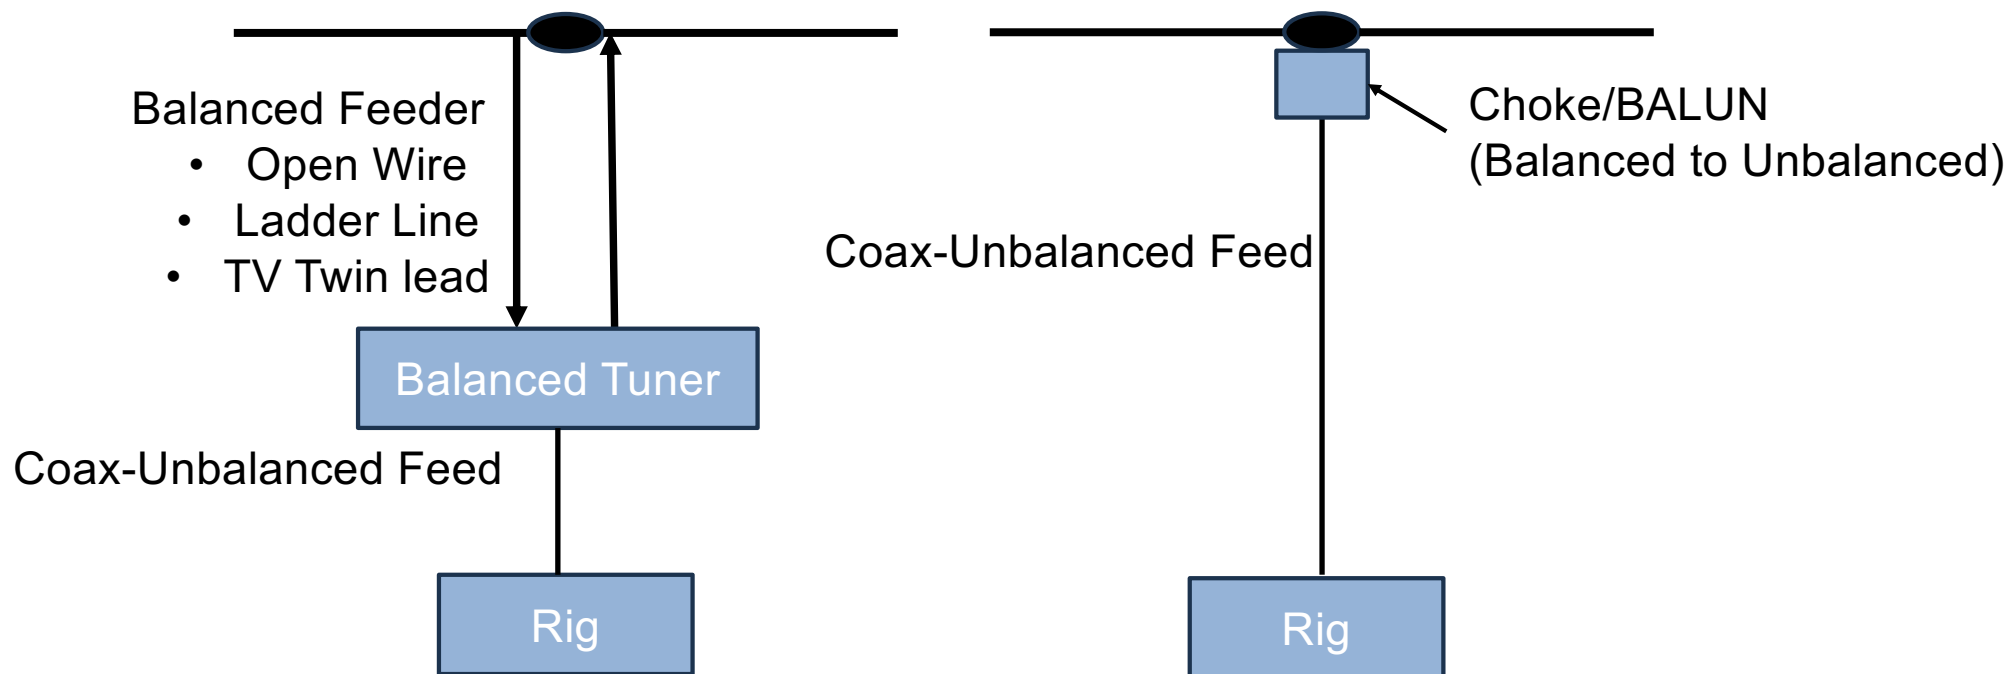 Balanced Feeder
• Open Wire
• Ladder Line
• TV Twin lead
Balanced Tuner
Coax-Unbalanced Feed
Rig
Choke/BALUN
(Balanced to Unbalanced)
Coax-Unbalanced Feed
Rig